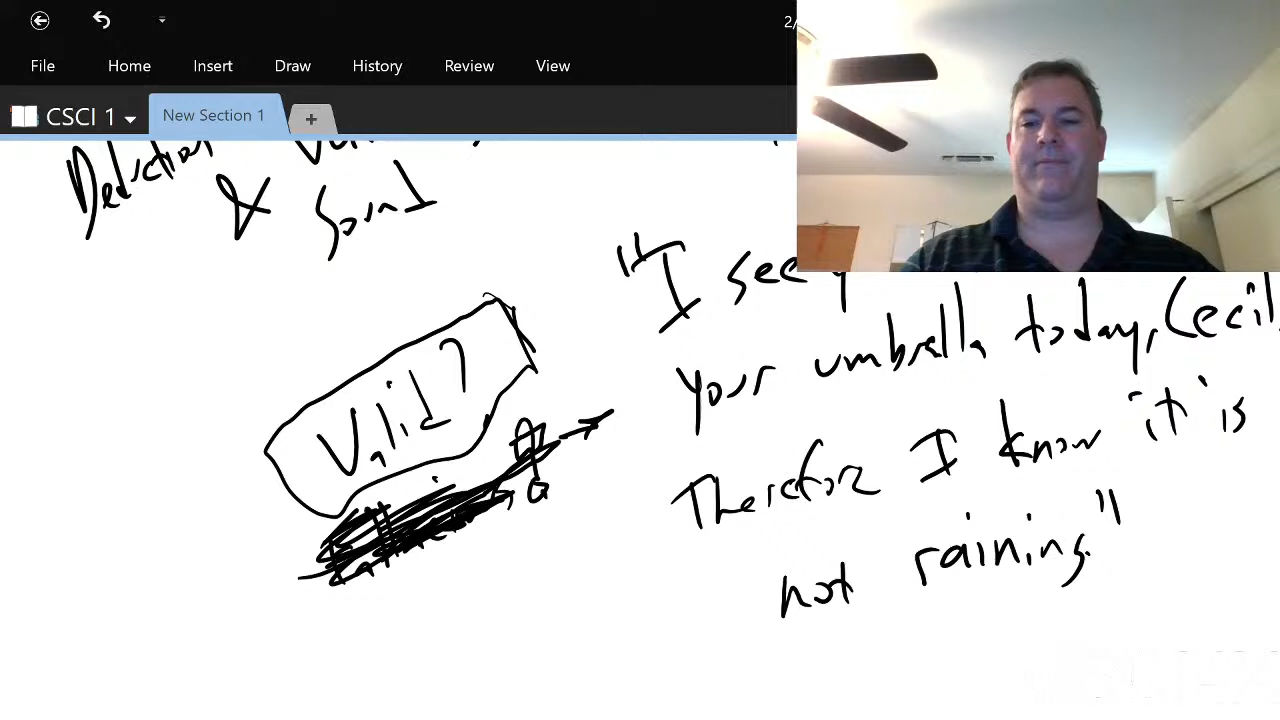 2/
File Home Insert Draw History Review View
CSCI 1 New Section 1 +
Deduction
& Sound
"I see y
your umbrella today, Cecil.
Therefore I know it is
not raining."
Valid?